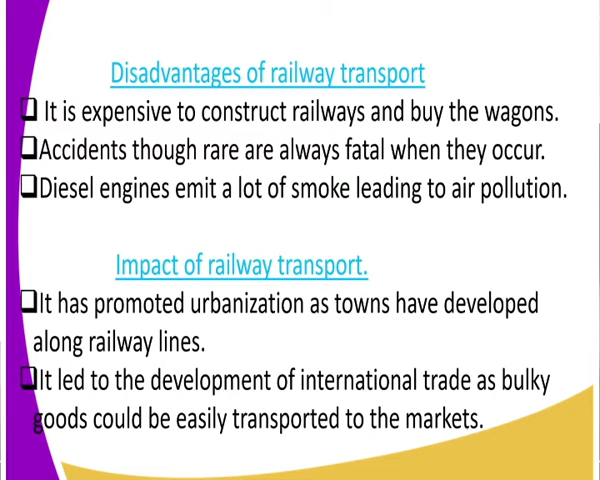 Disadvantages of railway transport
❑ It is expensive to construct railways and buy the wagons.
❑Accidents though rare are always fatal when they occur.
❑Diesel engines emit a lot of smoke leading to air pollution.
Impact of railway transport.
❑It has promoted urbanization as towns have developed
along railway lines.
❑It led to the development of international trade as bulky
goods could be easily transported to the markets.